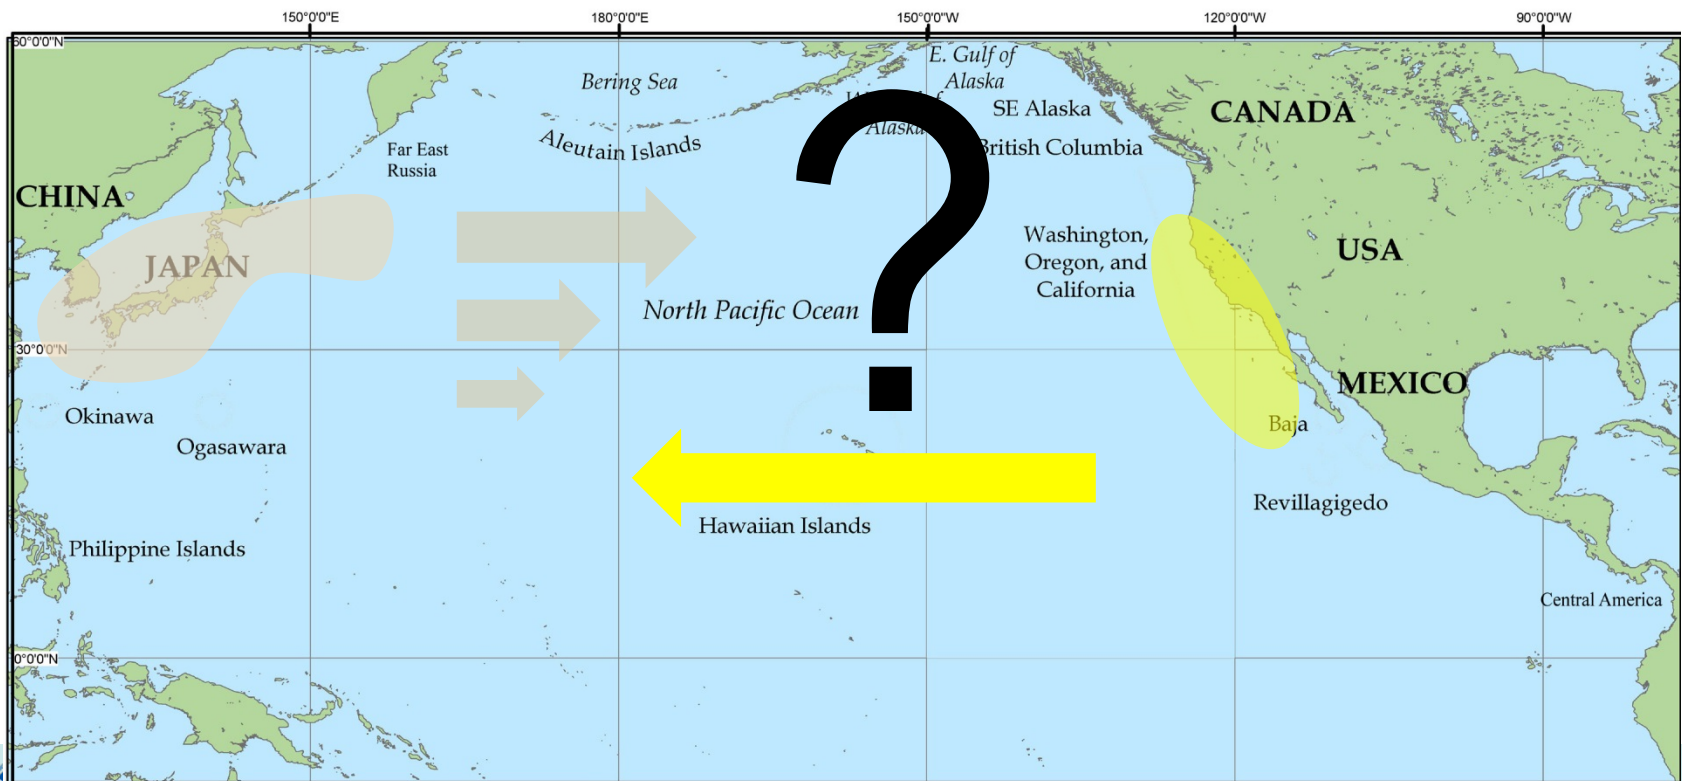 150°0'0"E
180°0'0"E
150°0'0"W
120°0'0"W
90°0'0"W
60°0'0"N
Bering Sea
E. Gulf of
Alaska
SE Alaska
CANADA
Alaska
Aleutain Islands
British Columbia
Far East
Russia
CHINA
Washington,
Oregon, and
California
USA
JAPAN
North Pacific Ocean
?
30°0'0"N
MEXICO
Okinawa
Baja
Ogasawara
Revillagigedo
Hawaiian Islands
Philippine Islands
Central America
0°0'0"N